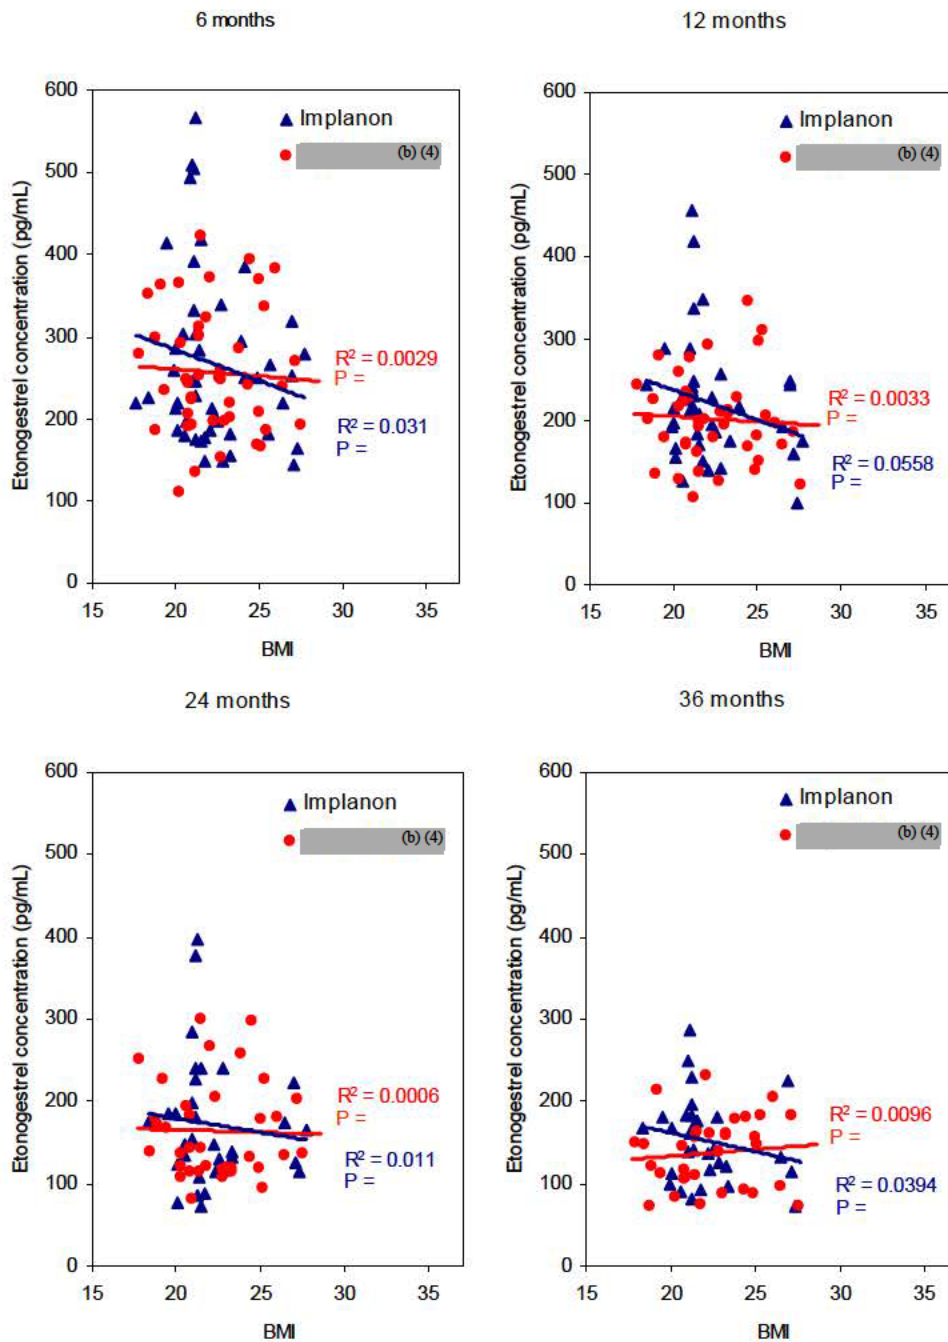 6 months
12 months
600
500
400
300
200
100
0
Etonogestrel concentration (pg/mL)
Implanon
(b) (4)
R² = 0.0029
P =
R² = 0.031
P =
15
20
25
30
35
BMI
600
500
400
300
200
100
0
Etonogestrel concentration (pg/mL)
Implanon
(b) (4)
R² = 0.0033
P =
R² = 0.0558
P =
15
20
25
30
35
BMI
24 months
36 months
600
500
400
300
200
100
0
Etonogestrel concentration (pg/mL)
Implanon
(b) (4)
R² = 0.0006
P =
R² = 0.011
P =
15
20
25
30
35
BMI
600
500
400
300
200
100
0
Etonogestrel concentration (pg/mL)
Implanon
(b) (4)
R² = 0.0096
P =
R² = 0.0394
P =
15
20
25
30
35
BMI